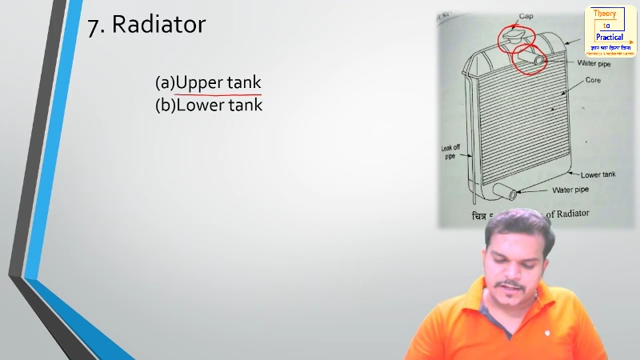 7. Radiator
(a)Upper tank
(b)Lower tank
Theory
to
Practical
Cap
Water pipe
Core
Leak off
pipe
Lower tank
Water pipe
चित्र
of Radiator